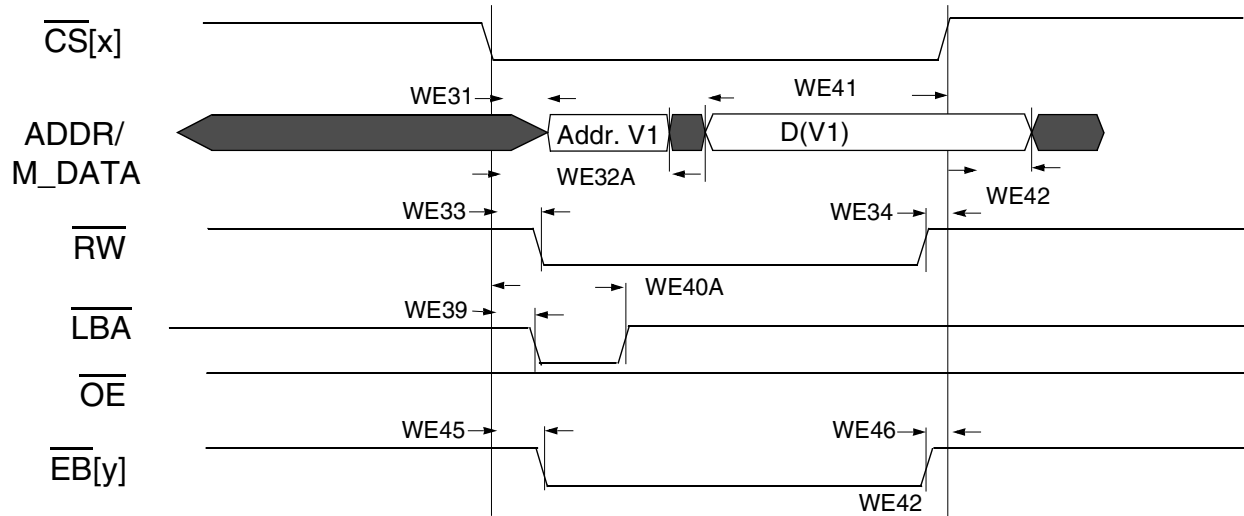 CS[x]
WE31
WE41
ADDR/
M_DATA
Addr. V1
D(V1)
WE32A
WE42
WE33
WE34
RW
WE40A
WE39
LBA
OE
WE45
WE46
EB[y]
WE42